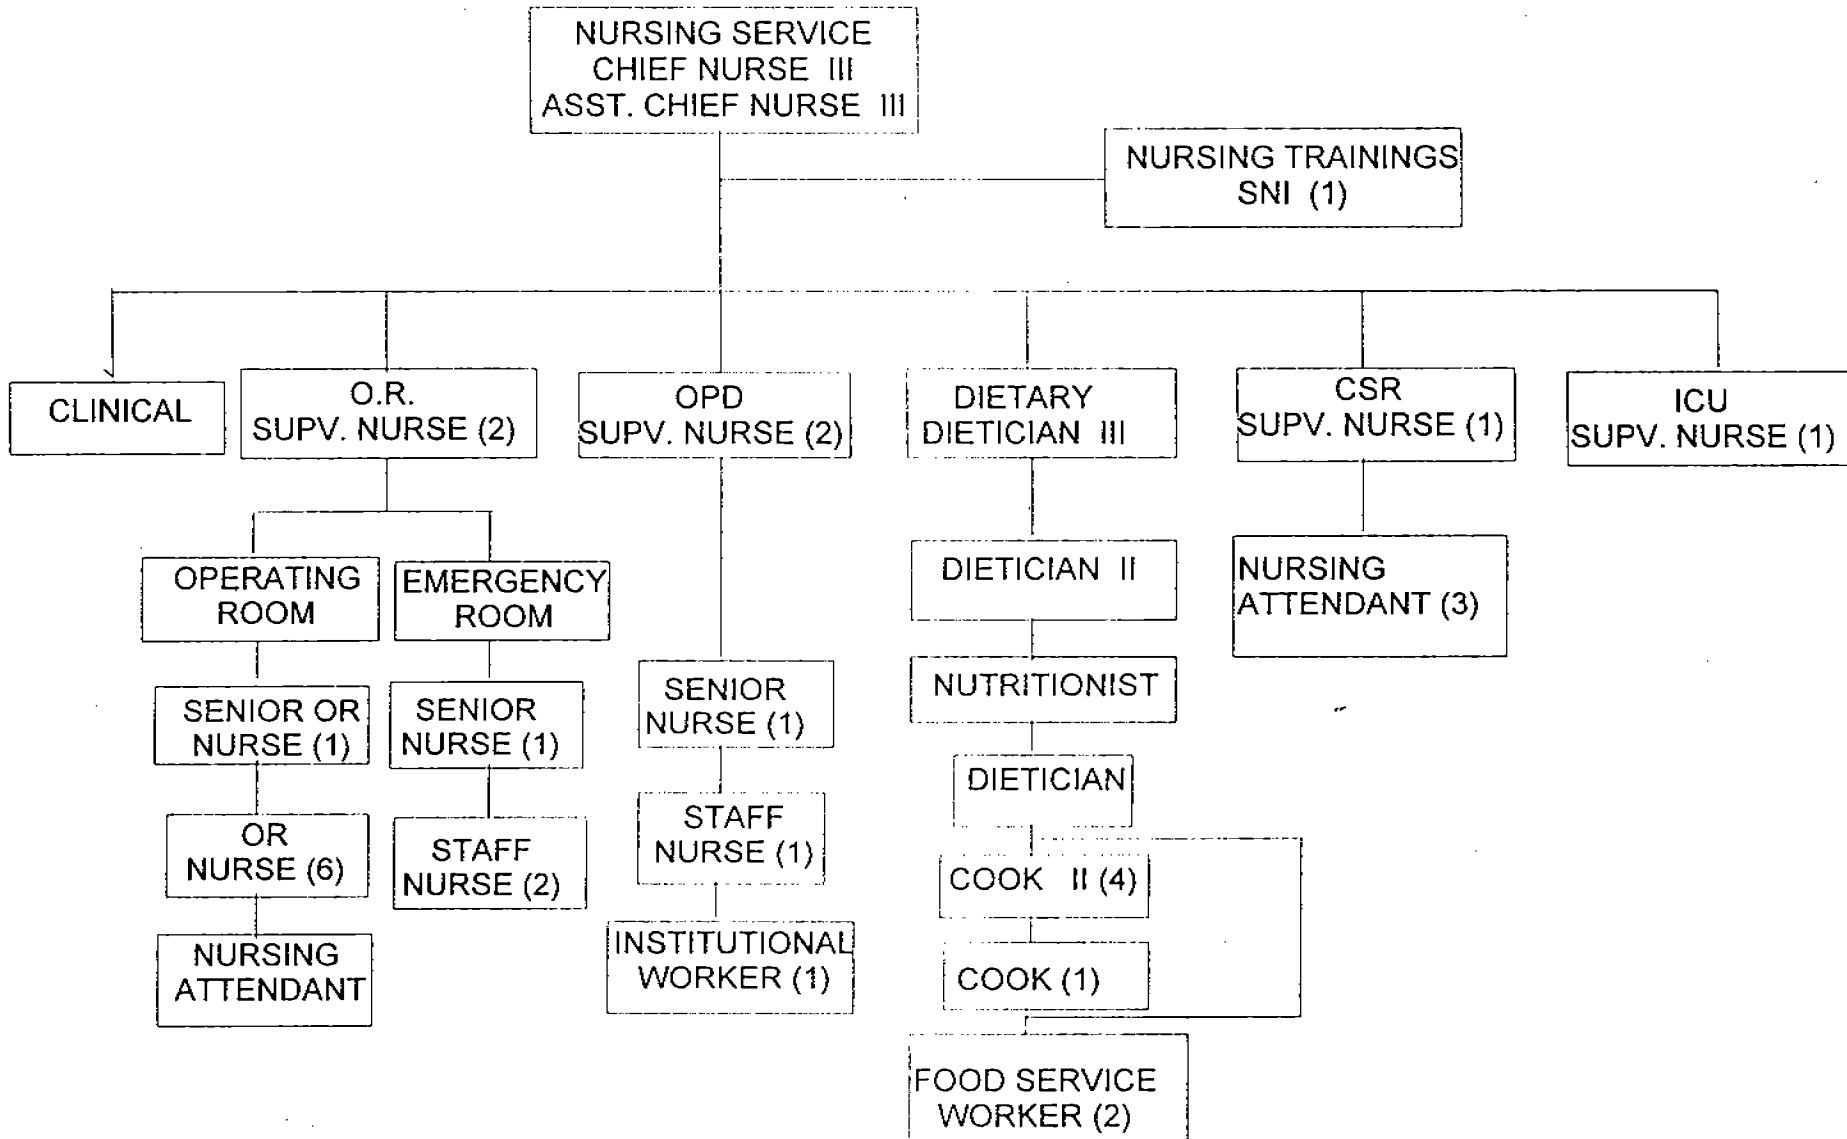 NURSING SERVICE
CHIEF NURSE III
ASST. CHIEF NURSE III
NURSING TRAININGS
SNI (1)
CLINICAL
O.R.
SUPV. NURSE (2)
OPD
SUPV. NURSE (2)
DIETARY
DIETICIAN III
CSR
SUPV. NURSE (1)
ICU
SUPV. NURSE (1)
OPERATING
ROOM
SENIOR OR
NURSE (1)
OR
NURSE (6)
NURSING
ATTENDANT
EMERGENCY
ROOM
SENIOR
NURSE (1)
STAFF
NURSE (2)
SENIOR
NURSE (1)
STAFF
NURSE (1)
INSTITUTIONAL
WORKER (1)
DIETICIAN II
NUTRITIONIST
DIETICIAN
COOK II (4)
COOK (1)
FOOD SERVICE
WORKER (2)
NURSING
ATTENDANT (3)